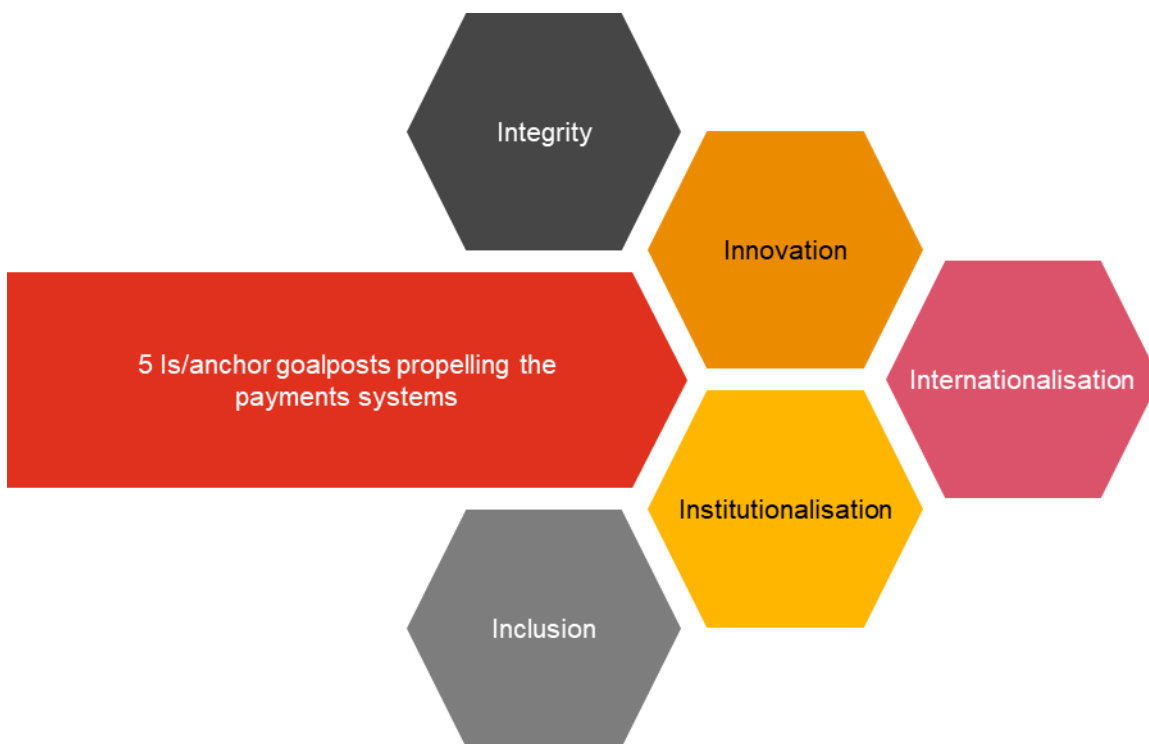 Integrity
Innovation
5 Is/anchor goalposts propelling the
payments systems
Internationalisation
Institutionalisation
Inclusion